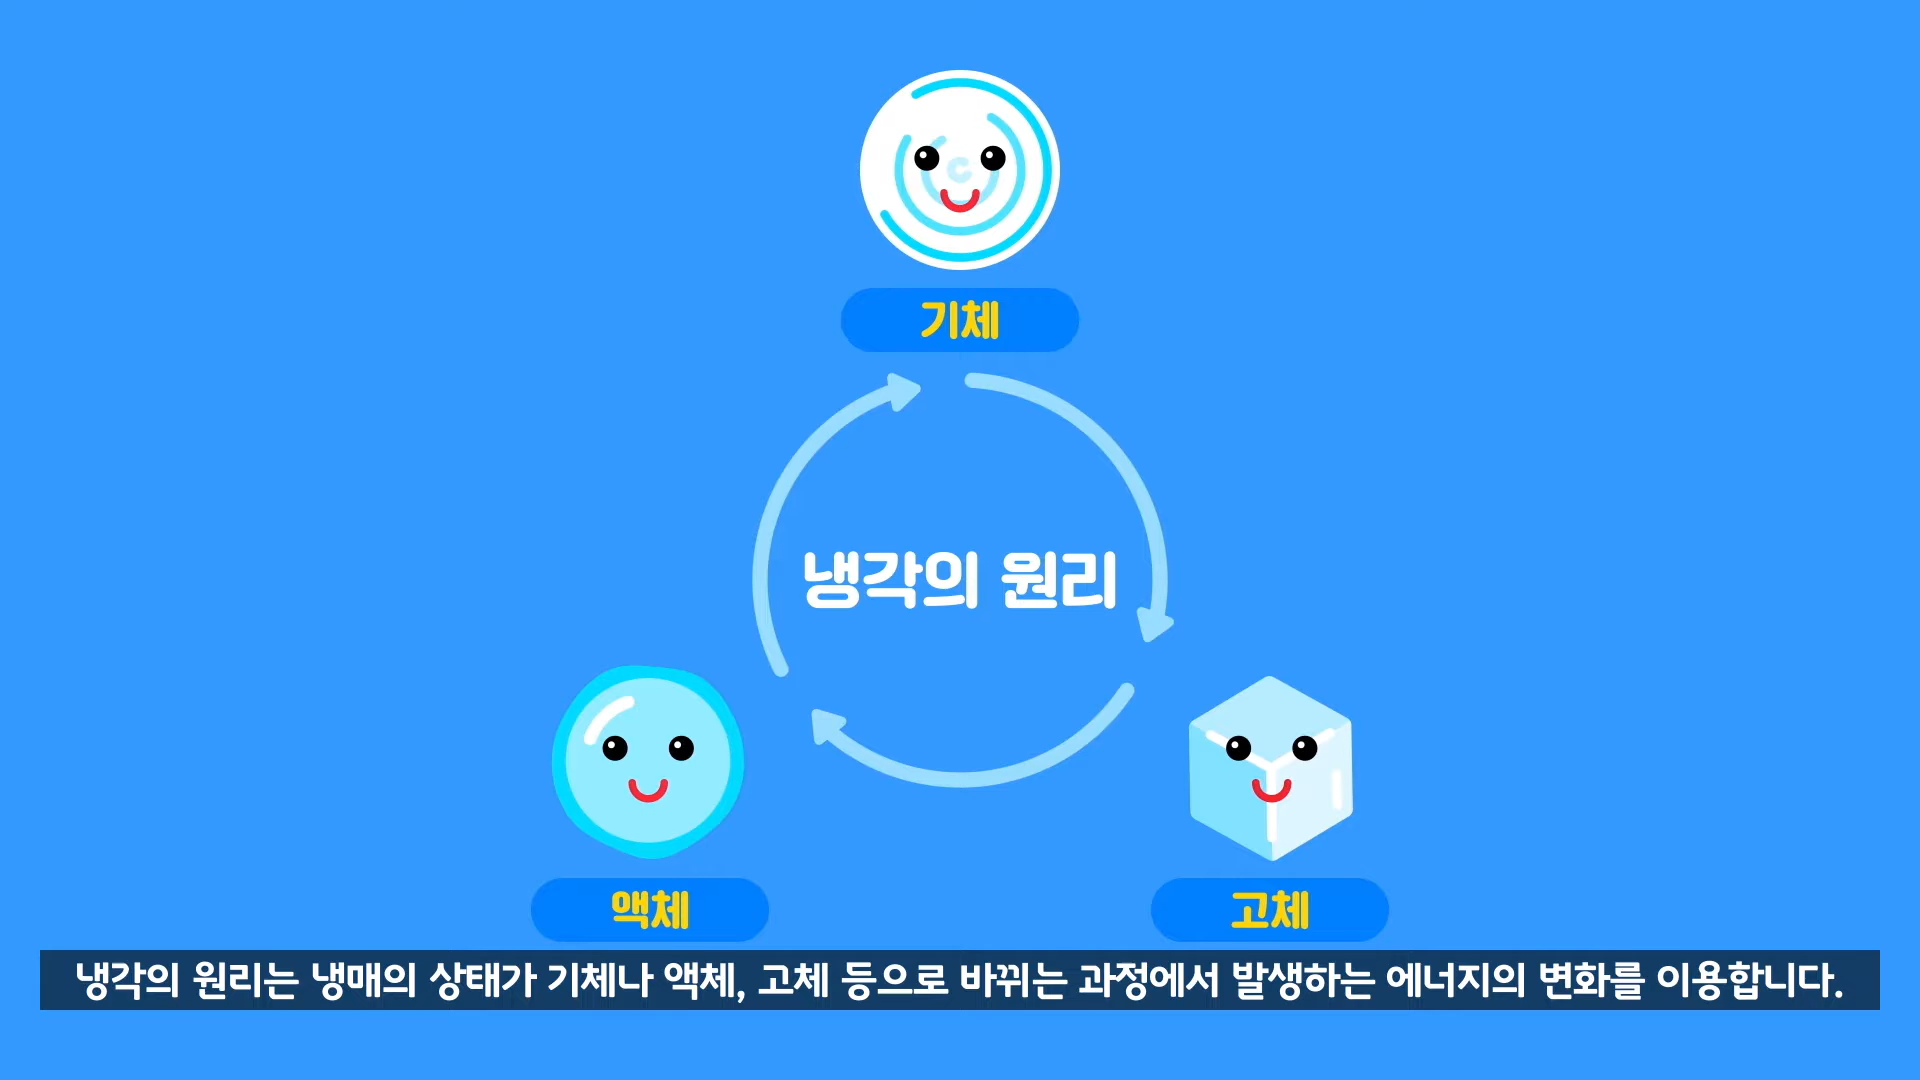 기체
냉각의 원리
액체
고체
냉각의 원리는 냉매의 상태가 기체나 액체, 고체 등으로 바뀌는 과정에서 발생하는 에너지의 변화를 이용합니다.